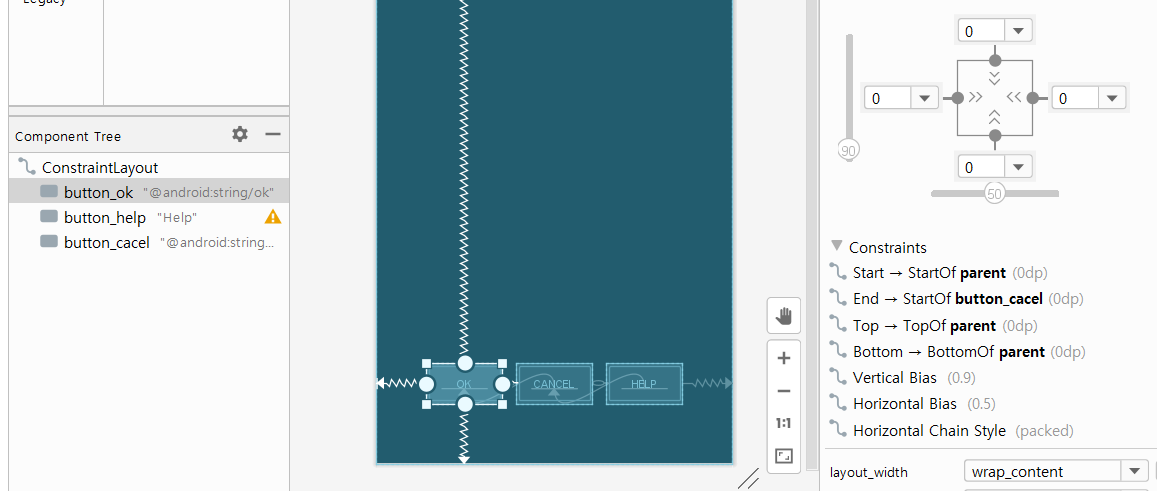 Legacy
Component Tree
ConstraintLayout
button_ok "@android:string/ok"
button_help "Help"
button_cacel "@android:string...
OK
CANCEL
HELP
1:1
0
0
0
0
90
50
Constraints
Start → StartOf parent (0dp)
End → StartOf button_cacel (0dp)
Top → TopOf parent (0dp)
Bottom → BottomOf parent (0dp)
Vertical Bias (0.9)
Horizontal Bias (0.5)
Horizontal Chain Style (packed)
layout_width wrap_content